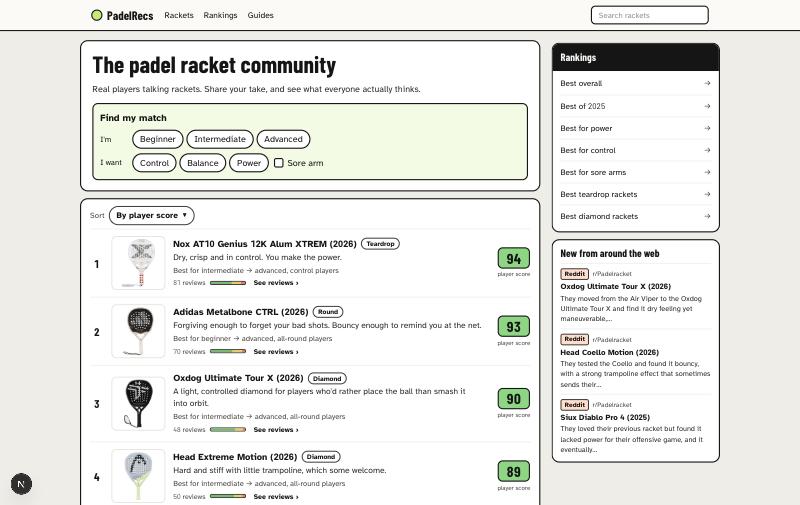 PadelRecs
Rackets
Rankings
Guides
Search rackets
The padel racket community
Real players talking rackets. Share your take, and see what everyone actually thinks.
Find my match
I'm
Beginner
Intermediate
Advanced
I want
Control
Balance
Power
Sore arm
Sort
By player score ▾
1
Nox AT10 Genius 12K Alum XTREM (2026)
Teardrop
Dry, crisp and in control. You make the power.
Best for intermediate → advanced, control players
81 reviews
See reviews ›
94
player score
2
Adidas Metalbone CTRL (2026)
Round
Forgiving enough to forget your bad shots. Bouncy enough to remind you at the net.
Best for beginner → advanced, all-round players
70 reviews
See reviews ›
93
player score
3
Oxdog Ultimate Tour X (2026)
Diamond
A light, controlled diamond for players who'd rather place the ball than smash it
into orbit.
Best for intermediate → advanced, all-round players
48 reviews
See reviews ›
90
player score
4
Head Extreme Motion (2026)
Diamond
Hard and stiff with little trampoline, which some welcome.
Best for intermediate → advanced, all-round players
50 reviews
See reviews ›
89
player score
Rankings
Best overall →
Best of 2025 →
Best for power →
Best for control →
Best for sore arms →
Best teardrop rackets →
Best diamond rackets →
New from around the web
Reddit r/Padelracket
Oxdog Ultimate Tour X (2026)
They moved from the Air Viper to the Oxdog
Ultimate Tour X and find it dry feeling yet
maneuverable,...
Reddit r/Padelracket
Head Coello Motion (2026)
They tested the Coello and found it bouncy,
with a strong trampoline effect that sometimes
sends their...
Reddit r/Padelracket
Siux Diablo Pro 4 (2025)
They loved their previous racket but found it
lacked power for their offensive game, and it
eventually...
N